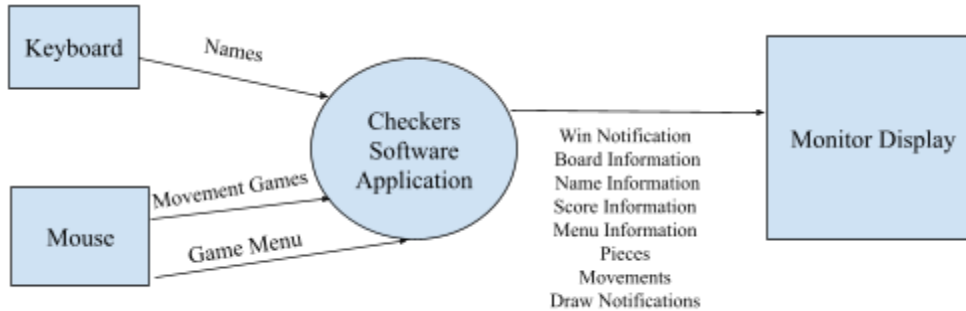 Keyboard
Names
Checkers
Software
Application
Movement Games
Mouse
Game Menu
Win Notification
Board Information
Name Information
Score Information
Menu Information
Pieces
Movements
Draw Notifications
Monitor Display